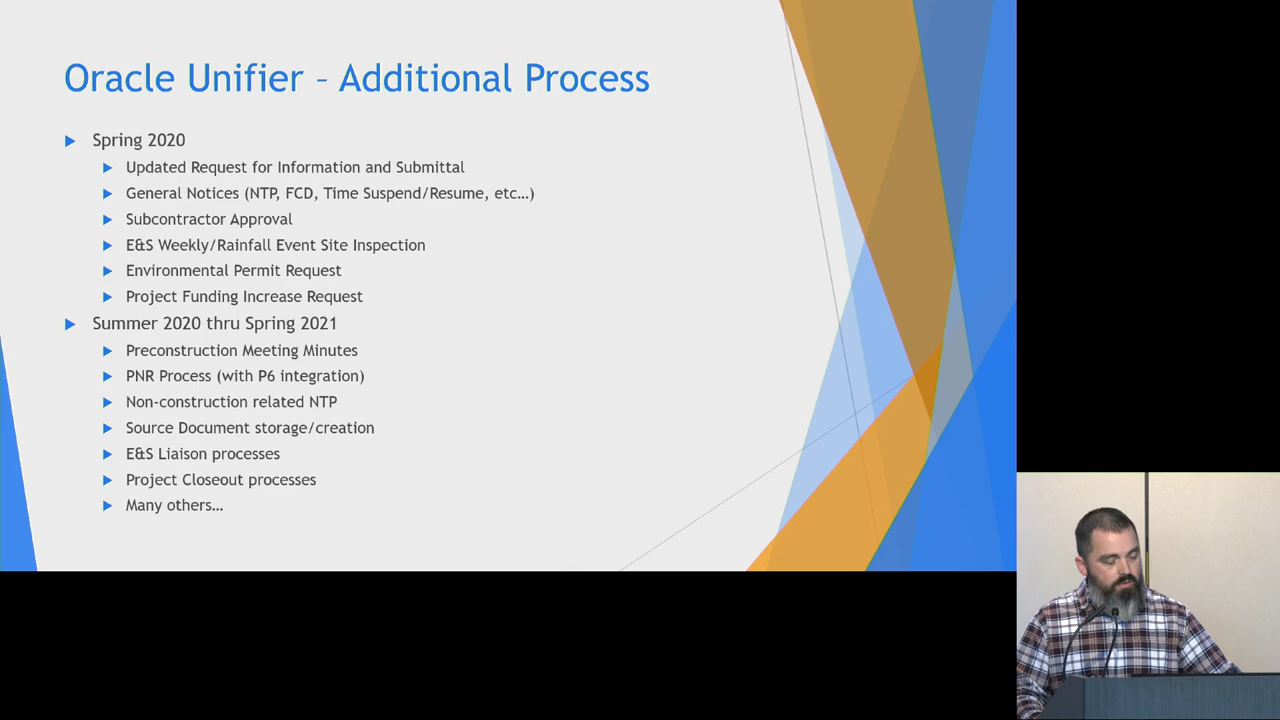 Oracle Unifier – Additional Process
Spring 2020
Updated Request for Information and Submittal
General Notices (NTP, FCD, Time Suspend/Resume, etc…)
Subcontractor Approval
E&S Weekly/Rainfall Event Site Inspection
Environmental Permit Request
Project Funding Increase Request
Summer 2020 thru Spring 2021
Preconstruction Meeting Minutes
PNR Process (with P6 integration)
Non-construction related NTP
Source Document storage/creation
E&S Liaison processes
Project Closeout processes
Many others…